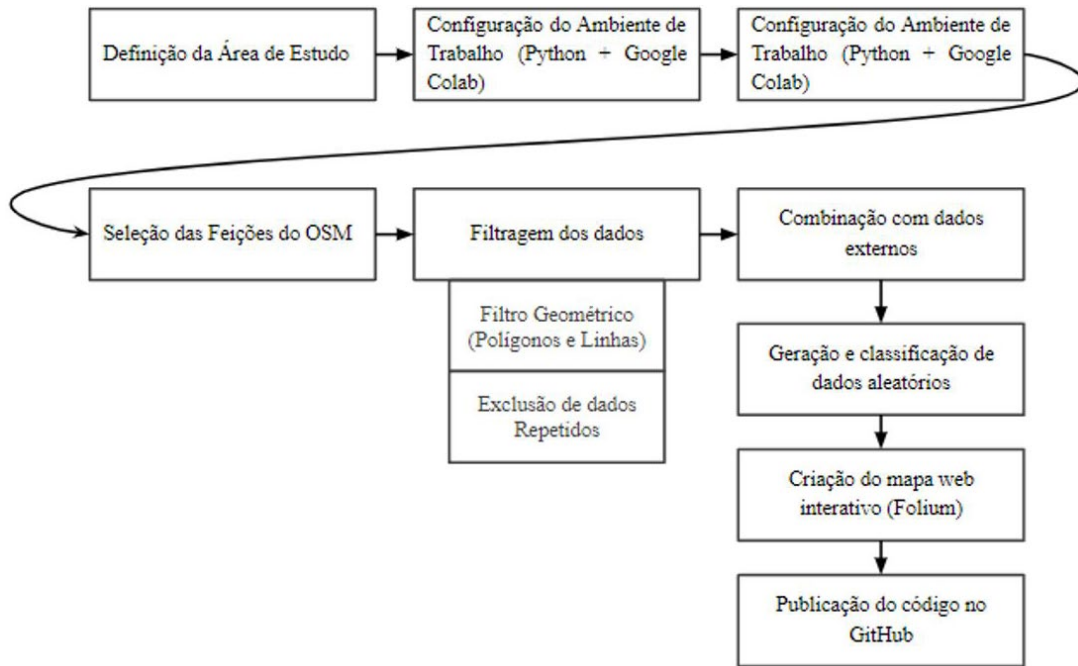 Definição da Área de Estudo
Configuração do Ambiente de
Trabalho (Python + Google
Colab)
Configuração do Ambiente de
Trabalho (Python + Google
Colab)
Seleção das Feições do OSM
Filtragem dos dados
Filtro Geométrico
(Polígonos e Linhas)
Exclusão de dados
Repetidos
Combinação com dados
externos
Geração e classificação de
dados aleatórios
Criação do mapa web
interativo (Folium)
Publicação do código no
GitHub